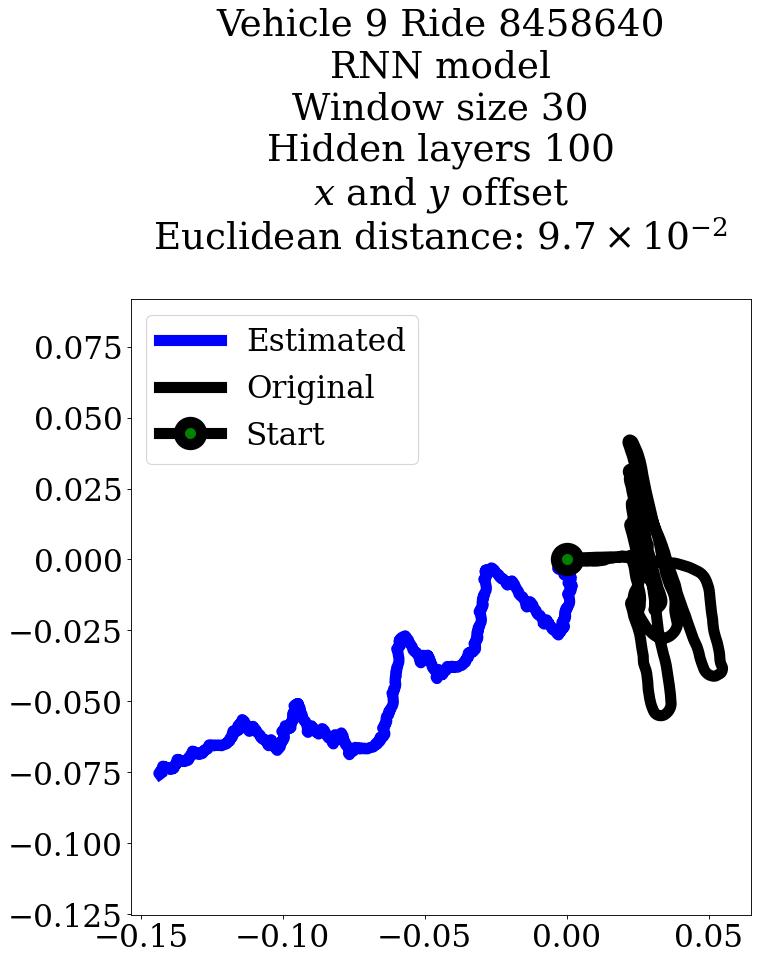 Vehicle 9 Ride 8458640
RNN model
Window size 30
Hidden layers 100
x and y offset
Euclidean distance: 9.7 × 10⁻²
Estimated
Original
Start
0.075
0.050
0.025
0.000
−0.025
−0.050
−0.075
−0.100
−0.125
−0.15 −0.10 −0.05 0.00 0.05